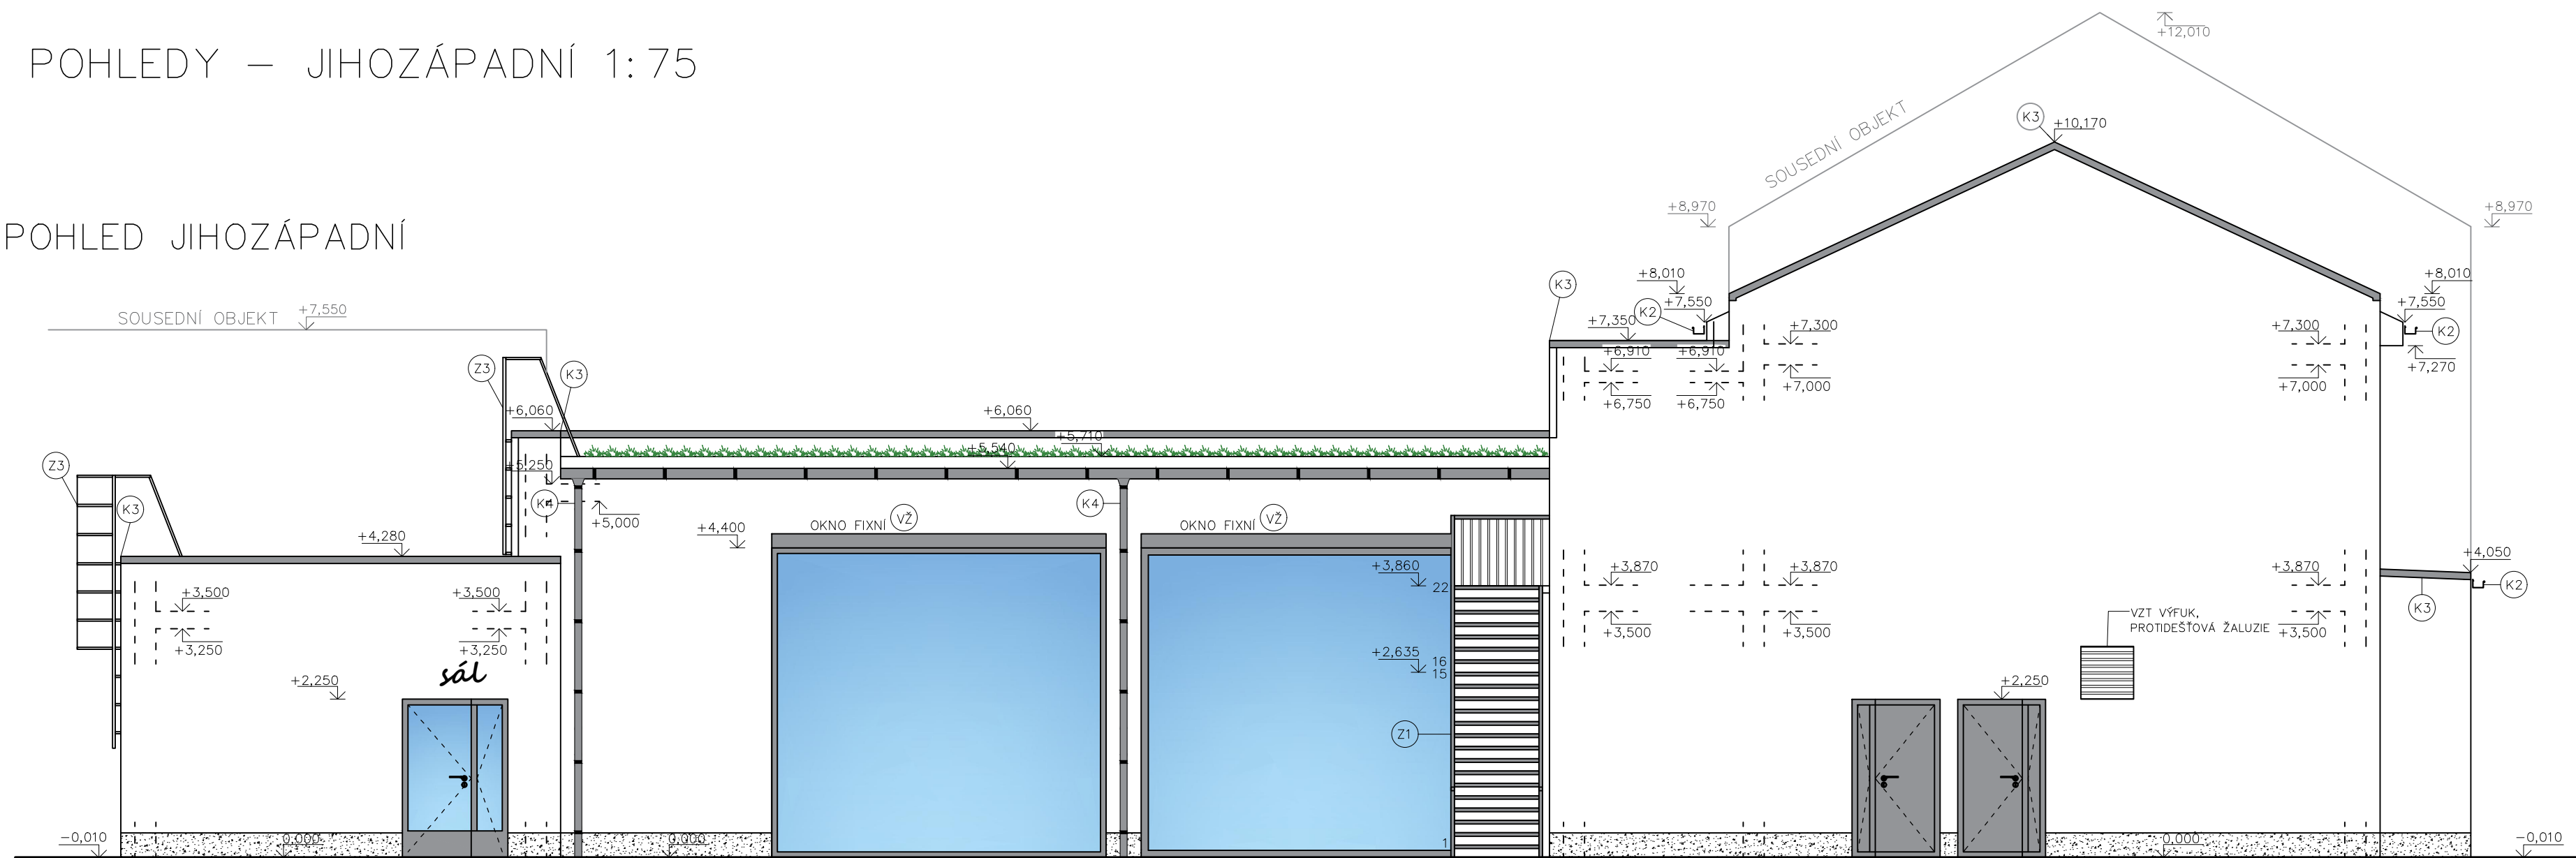 POHLEDY – JIHOZÁPADNÍ 1:75
+12,010
K3
+10,170
SOUSEDNÍ OBJEKT
+8,970
+8,970
POHLED JIHOZÁPADNÍ
+8,010
+8,010
K3
SOUSEDNÍ OBJEKT
+7,550
K2
+7,550
+7,550
K2
+7,350
+7,300
+7,300
+6,910
+6,910
+7,270
Z3
K3
+7,000
+7,000
+6,750
+6,750
+6,060
+6,060
+5,710
+5,540
Z3
+5,250
K3
K4
K4
+5,000
OKNO FIXNÍ VŽ
OKNO FIXNÍ VŽ
+4,400
+4,280
+4,050
+3,860
22
+3,870
+3,870
+3,870
K2
+3,500
+3,500
K3
VZT VÝFUK,
PROTIDEŠŤOVÁ ŽALUZIE
+3,500
+3,500
+3,500
+3,250
+3,250
+2,635
16
15
sál
+2,250
+2,250
Z1
-0,010
0,000
0,000
1
0,000
-0,010